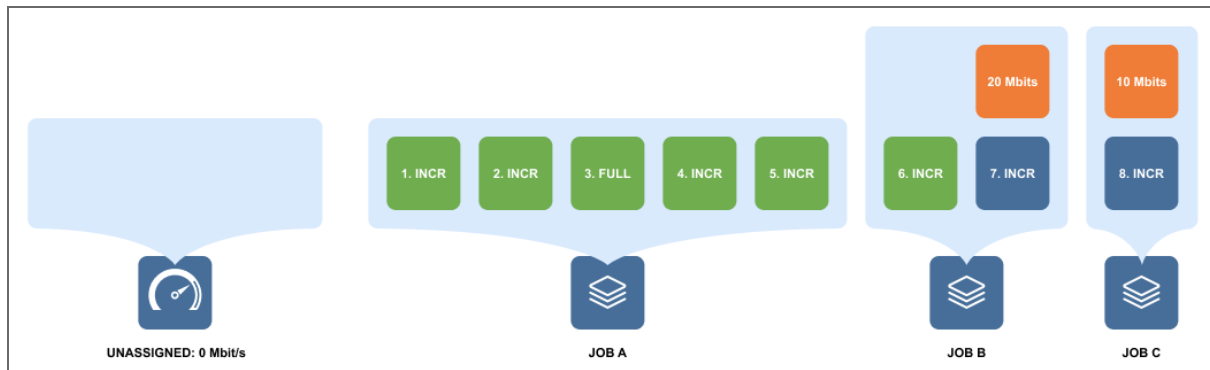 20 Mbits
10 Mbits
1. INCR
2. INCR
3. FULL
4. INCR
5. INCR
6. INCR
7. INCR
8. INCR
UNASSIGNED: 0 Mbit/s
JOB A
JOB B
JOB C